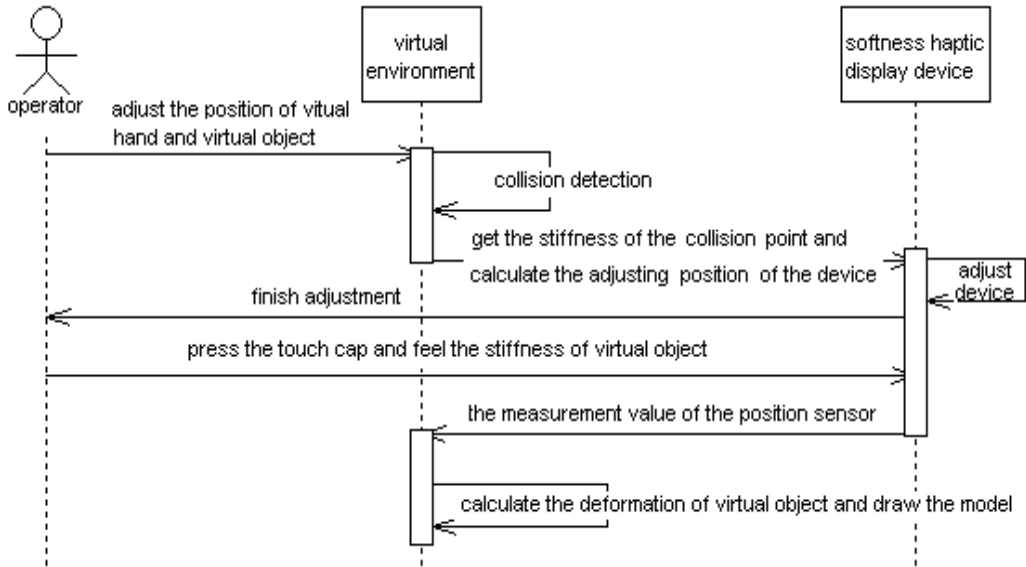 operator
virtual
environment
softness haptic
display device
adjust the position of vitual
hand and virtual object
collision detection
get the stiffness of the collision point and
calculate the adjusting position of the device
adjust
device
finish adjustment
press the touch cap and feel the stiffness of virtual object
the measurement value of the position sensor
calculate the deformation of virtual object and draw the model